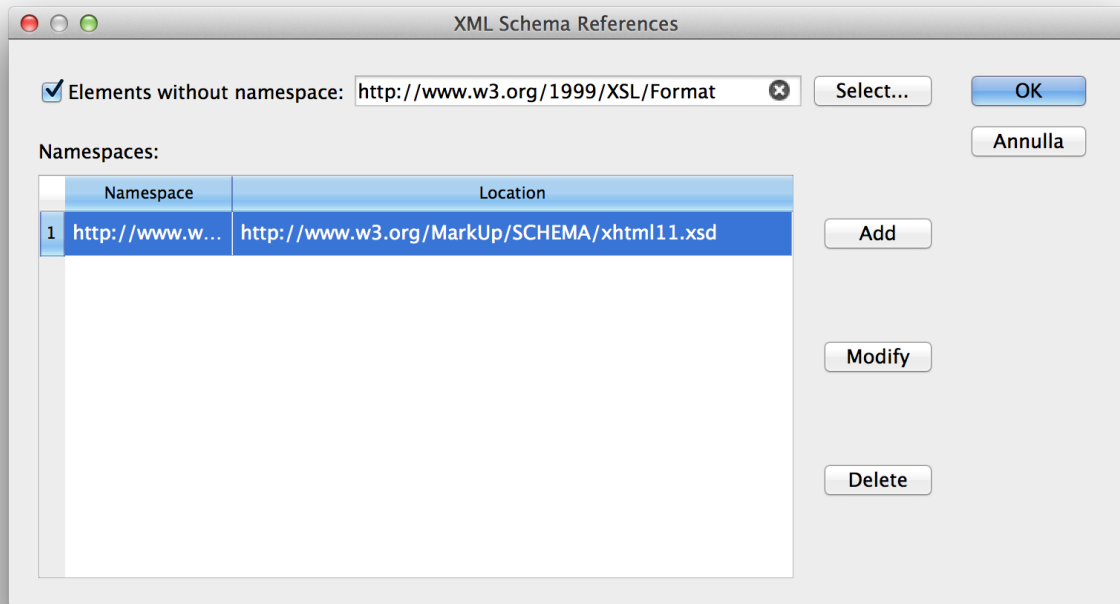 XML Schema References
Elements without namespace: http://www.w3.org/1999/XSL/Format Select... OK
Annulla
Namespaces:
Namespace Location
1 http://www.w... http://www.w3.org/MarkUp/SCHEMA/xhtml11.xsd
Add
Modify
Delete